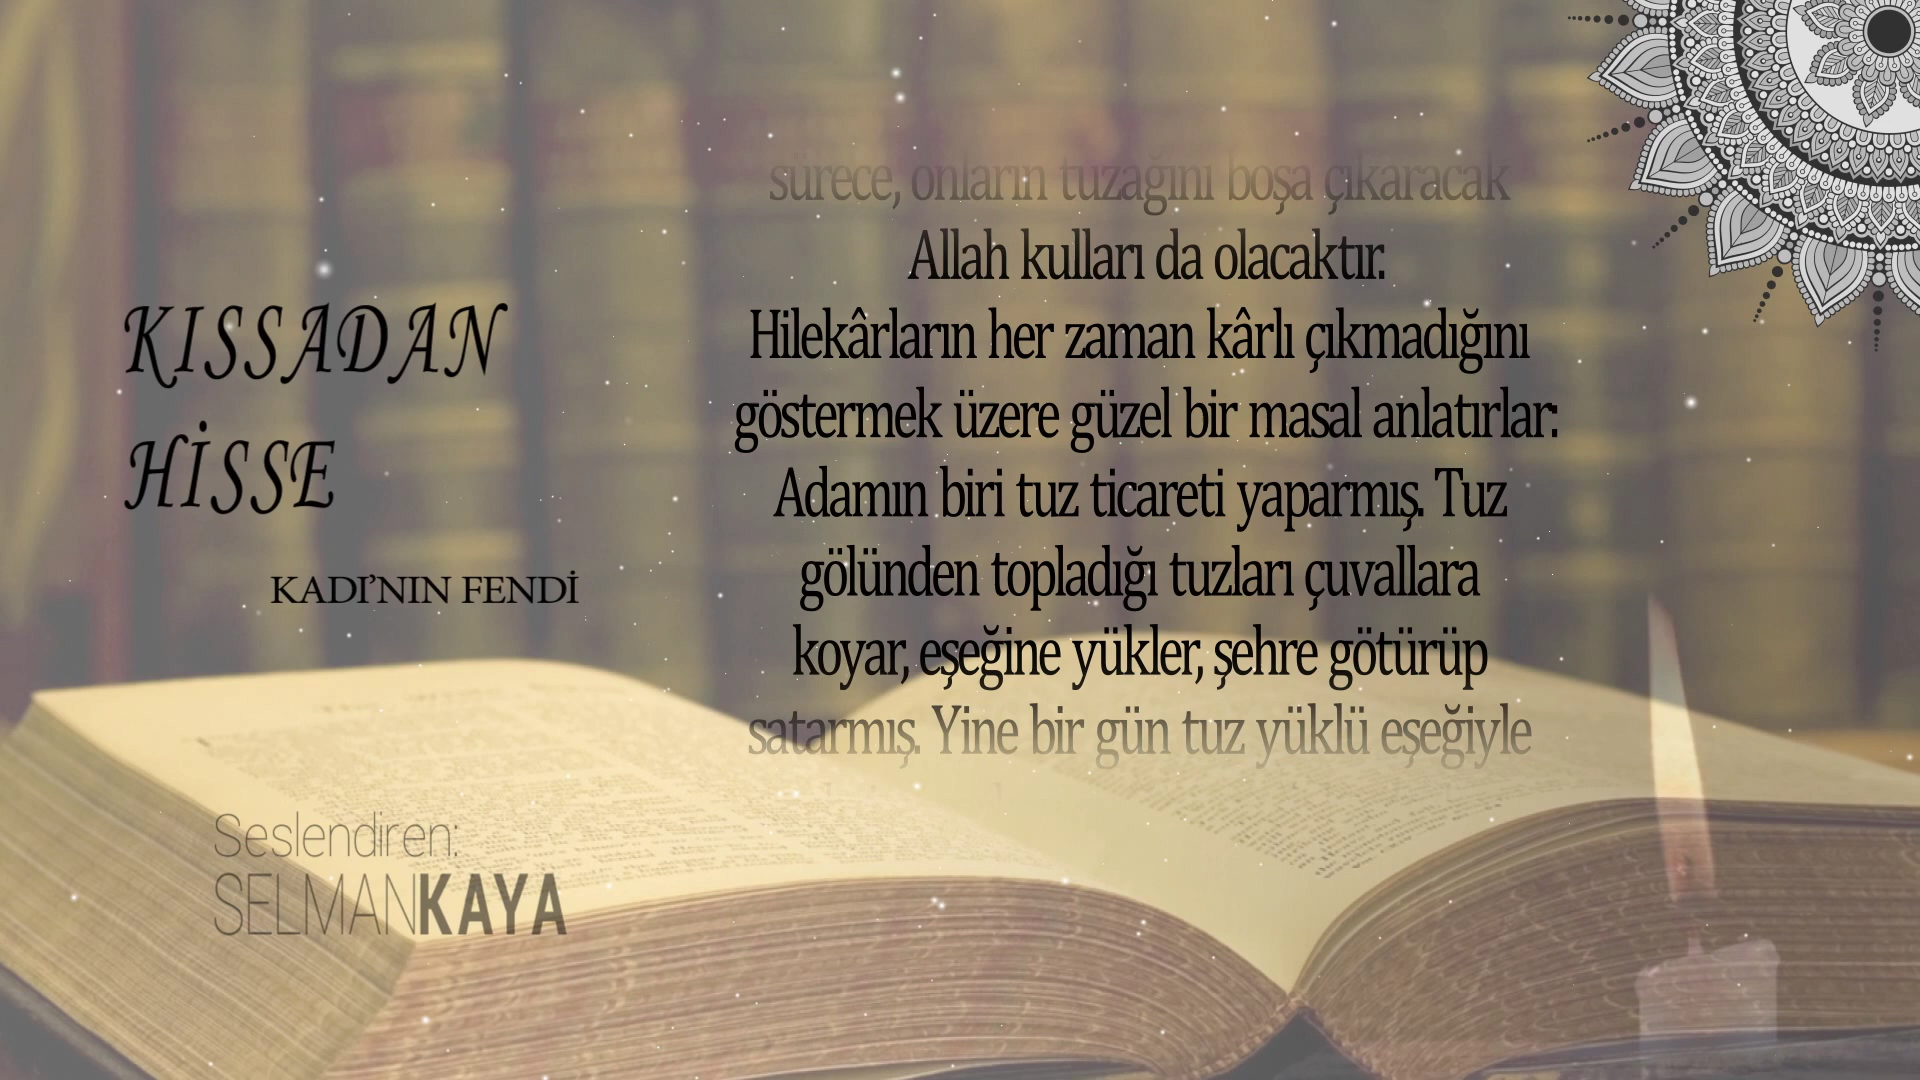 KISSADAN
HİSSE
KADI’NIN FENDİ
Seslendiren:
SELMANKAYA
sürece, onların tuzağını boşa çıkaracak
Allah kulları da olacaktır.
Hilekârların her zaman kârlı çıkmadığını
göstermek üzere güzel bir masal anlatırlar:
Adamın biri tuz ticareti yaparmış. Tuz
gölünden topladığı tuzları çuvallara
koyar, eşeğine yükler, şehre götürüp
satarmış. Yine bir gün tuz yüklü eşeğiyle